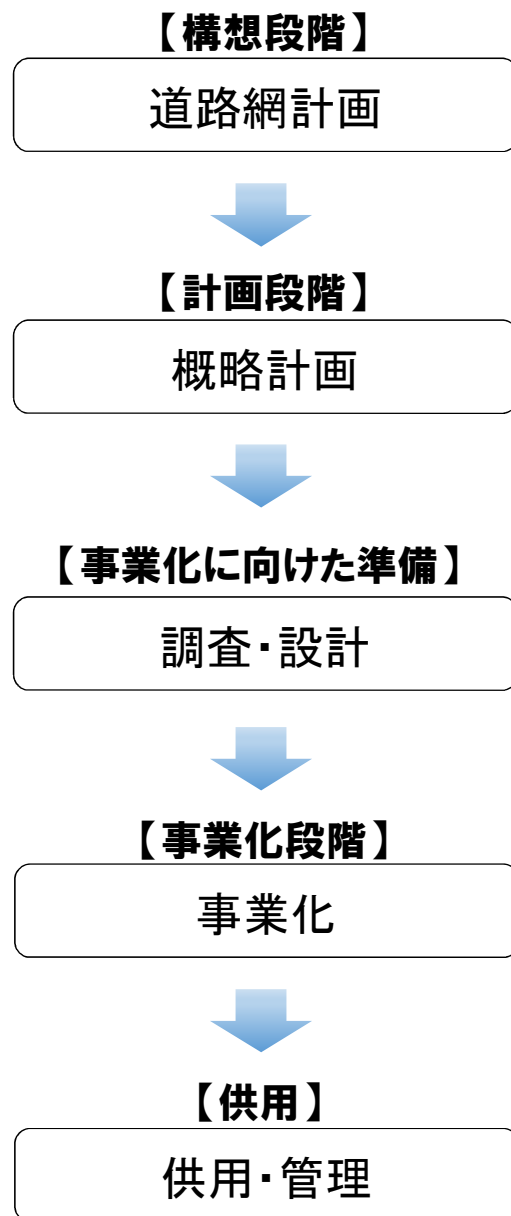 【構想段階】
道路網計画
【計画段階】
概略計画
【事業化に向けた準備】
調査・設計
【事業化段階】
事業化
【供用】
供用・管理